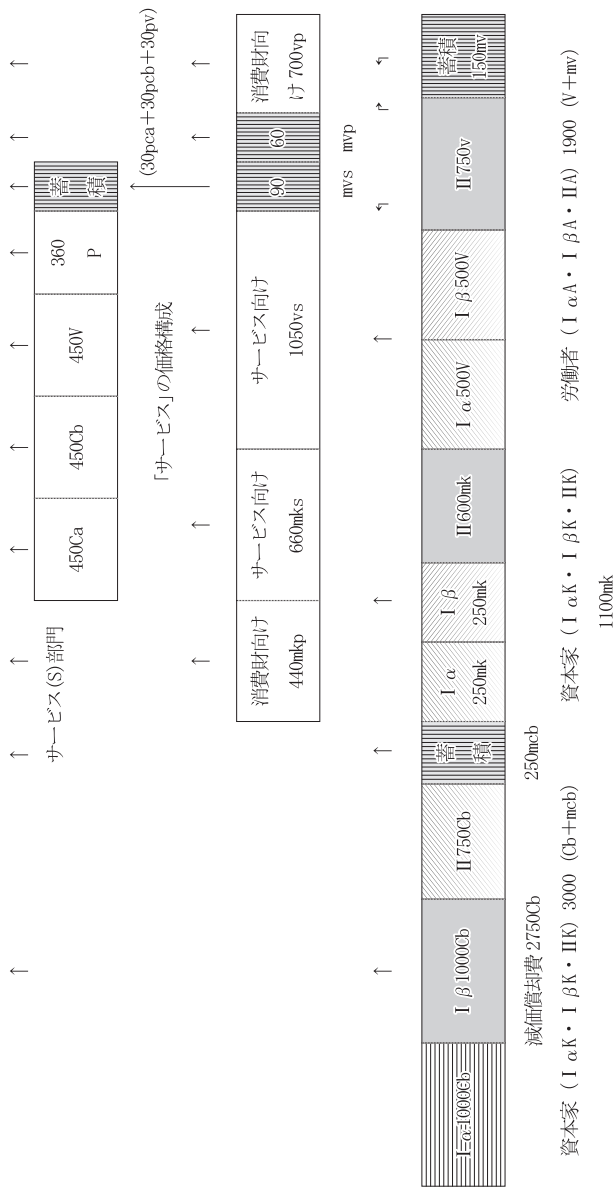 サービス(S)部門
450Ca
450Cb
450V
360
P
蓄積
(30pca＋30pcb＋30pv)
「サービス」の価格構成
消費財向け
440mkp
サービス向け
660mks
サービス向け
1050vs
90
60
消費財向
け 700vp
mvs
mvp
Ⅰα1000Cb
Ⅰβ1000Cb
Ⅱ750Cb
蓄積
Ⅰα
250mk
Ⅰβ
250mk
Ⅱ600mk
Ⅰα500V
Ⅰβ500V
Ⅱ750v
蓄積
150mv
減価償却費 2750Cb
250mcb
資本家（ⅠαK・ⅠβK・ⅡK）3000（Cb＋mcb）
資本家（ⅠαK・ⅠβK・ⅡK）
1100mk
労働者（ⅠαA・ⅠβA・ⅡA）1900（V＋mv）